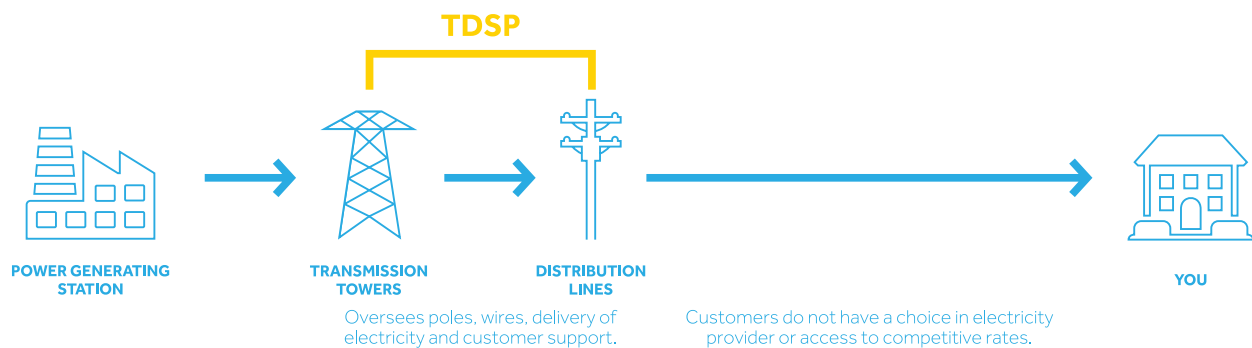 TDSP
POWER GENERATING
STATION
TRANSMISSION
TOWERS
DISTRIBUTION
LINES
YOU
Oversees poles, wires, delivery of
electricity and customer support.
Customers do not have a choice in electricity
provider or access to competitive rates.